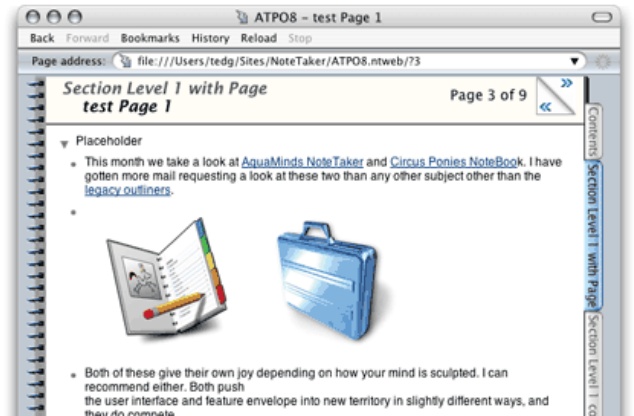 ATPO8 – test Page 1
Back Forward Bookmarks History Reload Stop
Page address: file:///Users/tedg/Sites/NoteTaker/ATPO8.ntweb/?3
Section Level 1 with Page
test Page 1
Page 3 of 9
»
«
Contents
Section Level 1 with Page
Section Level 1 co
Placeholder
This month we take a look at AquaMinds NoteTaker and Circus Ponies NoteBook. I have
gotten more mail requesting a look at these two than any other subject other than the
legacy outliners.
Both of these give their own joy depending on how your mind is sculpted. I can
recommend either. Both push
the user interface and feature envelope into new territory in slightly different ways, and
they do compete